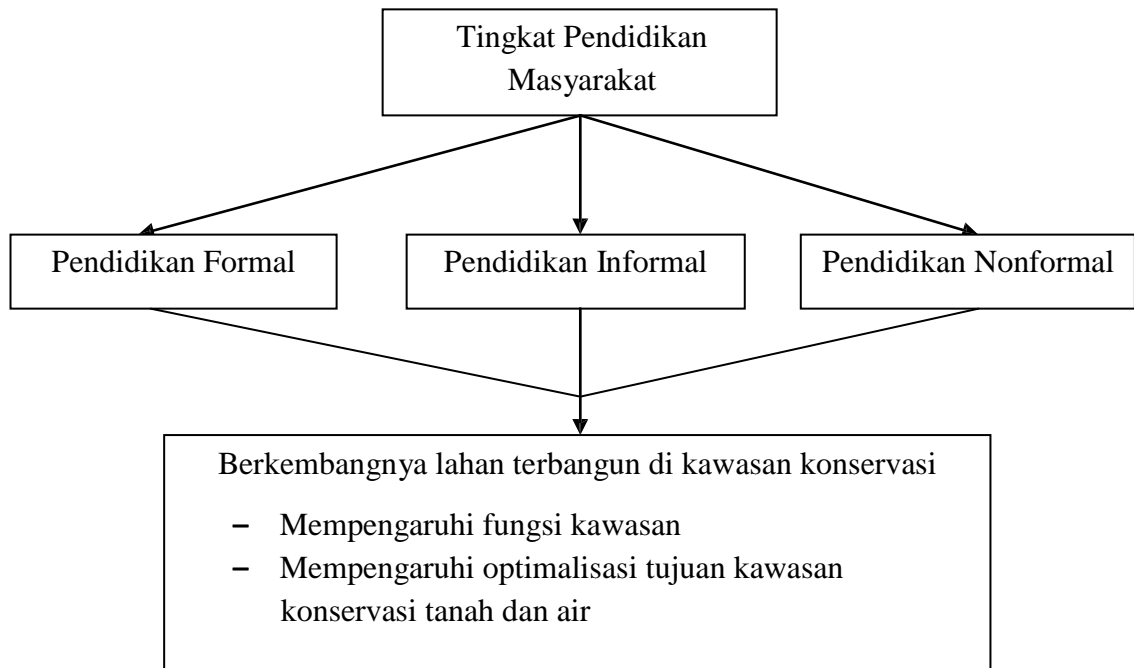 Tingkat Pendidikan
Masyarakat
Pendidikan Formal
Pendidikan Informal
Pendidikan Nonformal
Berkembangnya lahan terbangun di kawasan konservasi
– Mempengaruhi fungsi kawasan
– Mempengaruhi optimalisasi tujuan kawasan
konservasi tanah dan air